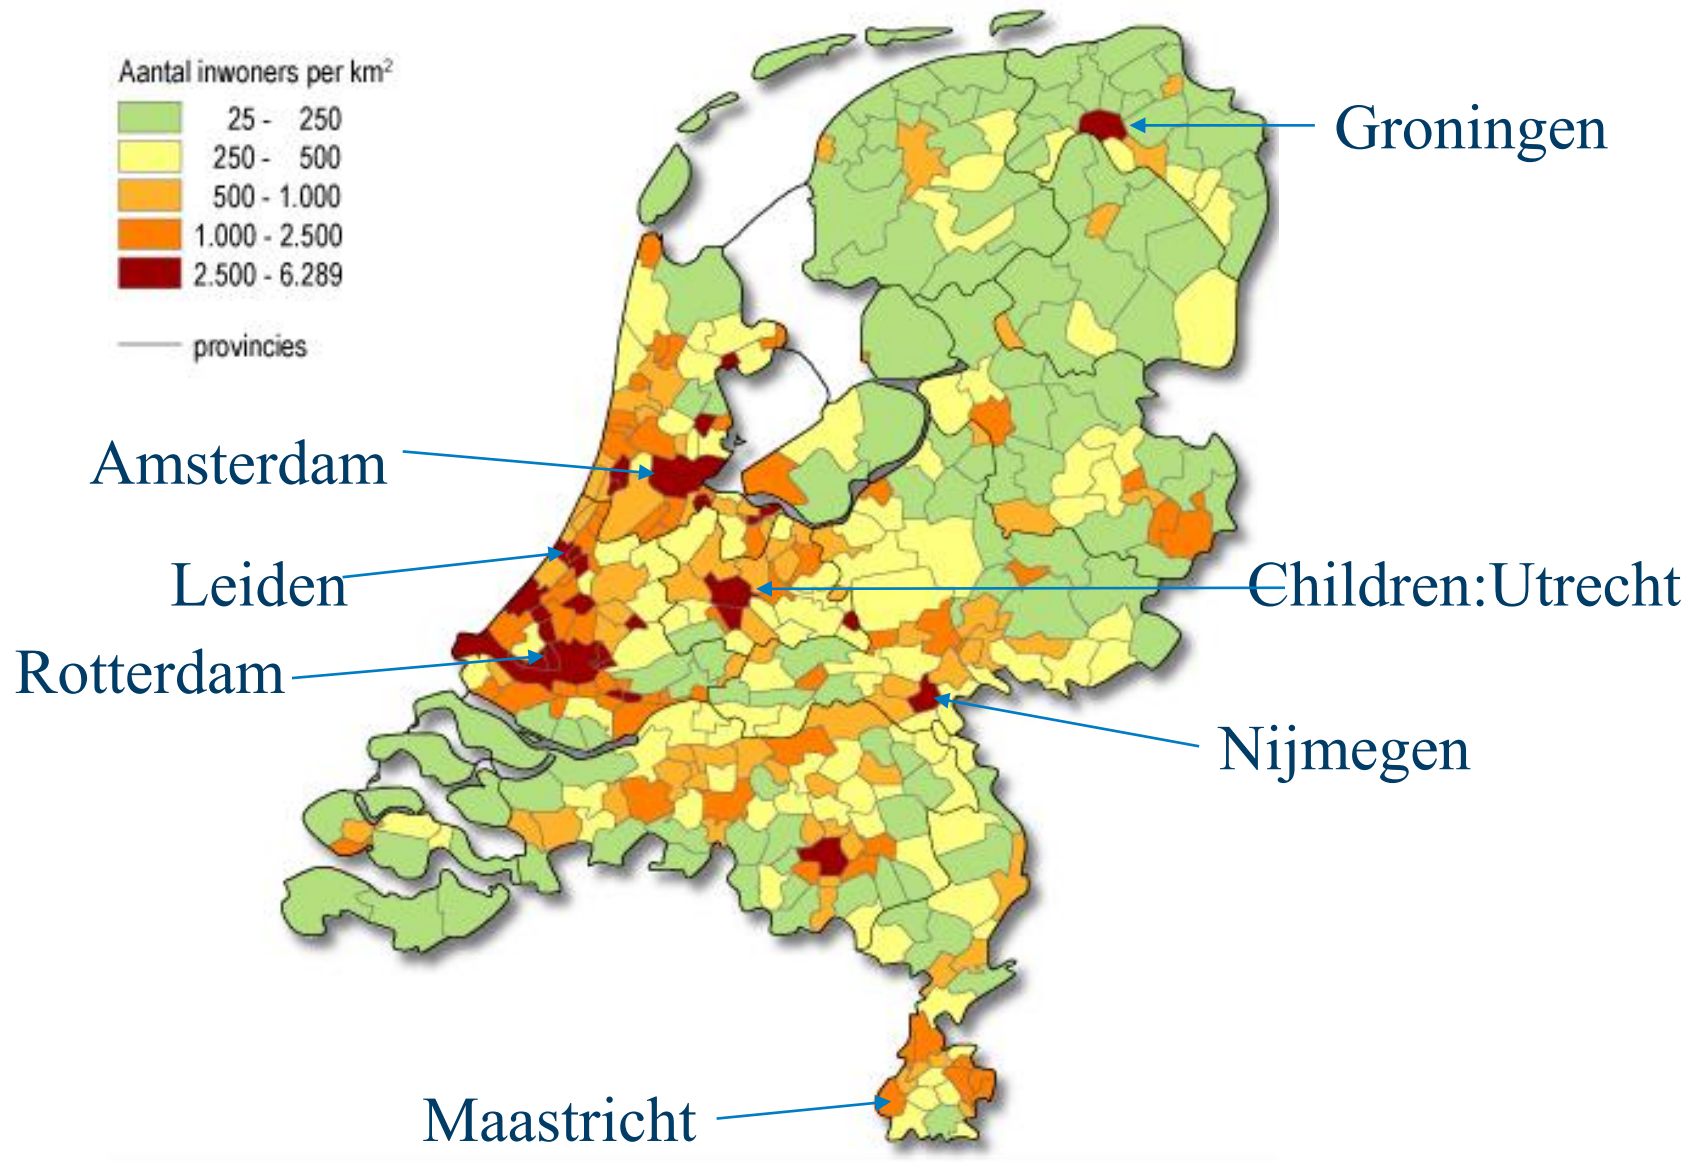 Aantal inwoners per km²
25 - 250
250 - 500
500 - 1.000
1.000 - 2.500
2.500 - 6.289
provincies
Groningen
Amsterdam
Leiden
Children:Utrecht
Rotterdam
Nijmegen
Maastricht